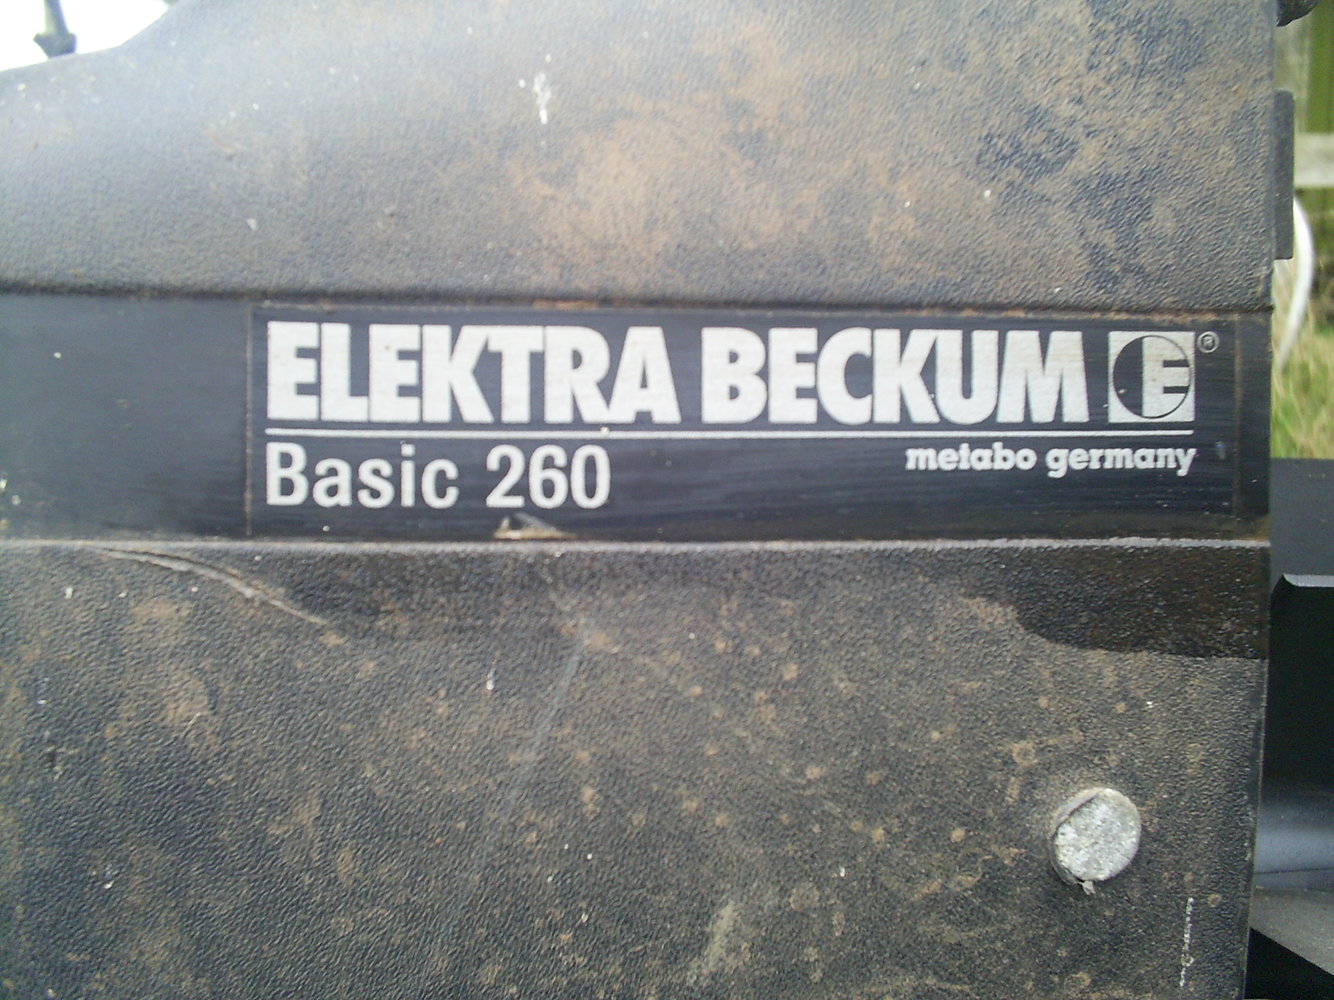 ELEKTRA BECKUM E®
Basic 260
metabo germany